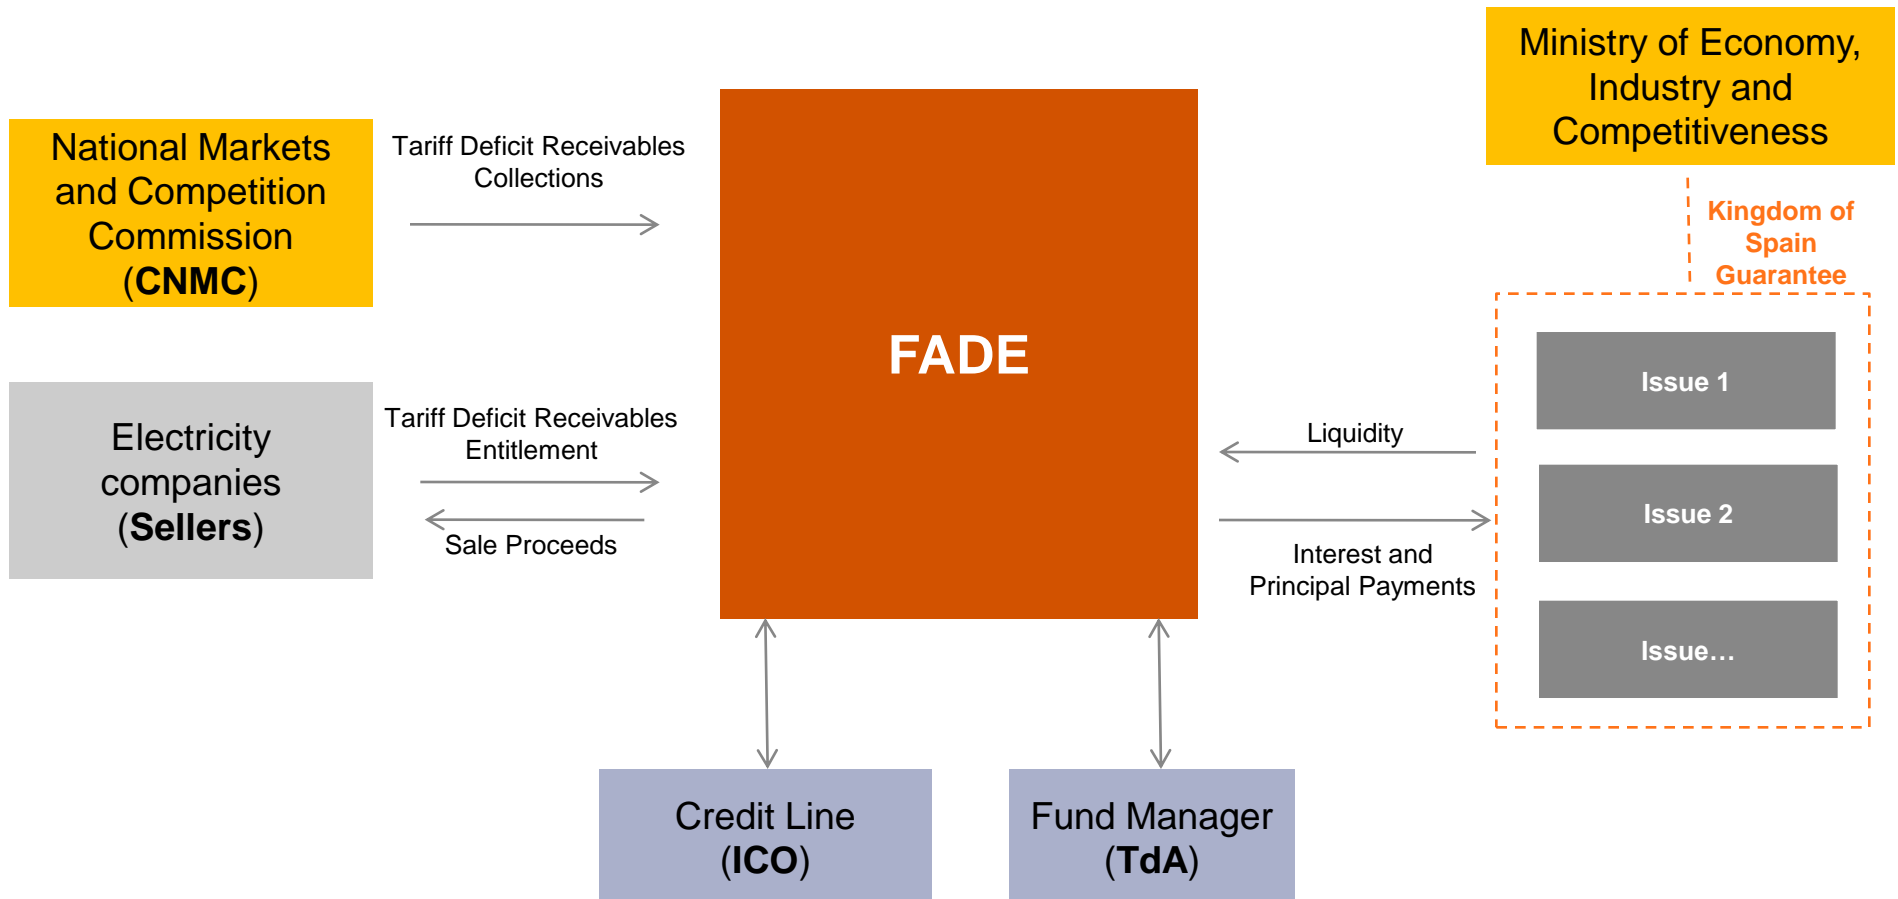 National Markets
and Competition
Commission
(CNMC)
Tariff Deficit Receivables
Collections
Electricity
companies
(Sellers)
Tariff Deficit Receivables
Entitlement
Sale Proceeds
FADE
Ministry of Economy,
Industry and
Competitiveness
Kingdom of
Spain
Guarantee
Liquidity
Interest and
Principal Payments
Issue 1
Issue 2
Issue…
Credit Line
(ICO)
Fund Manager
(TdA)